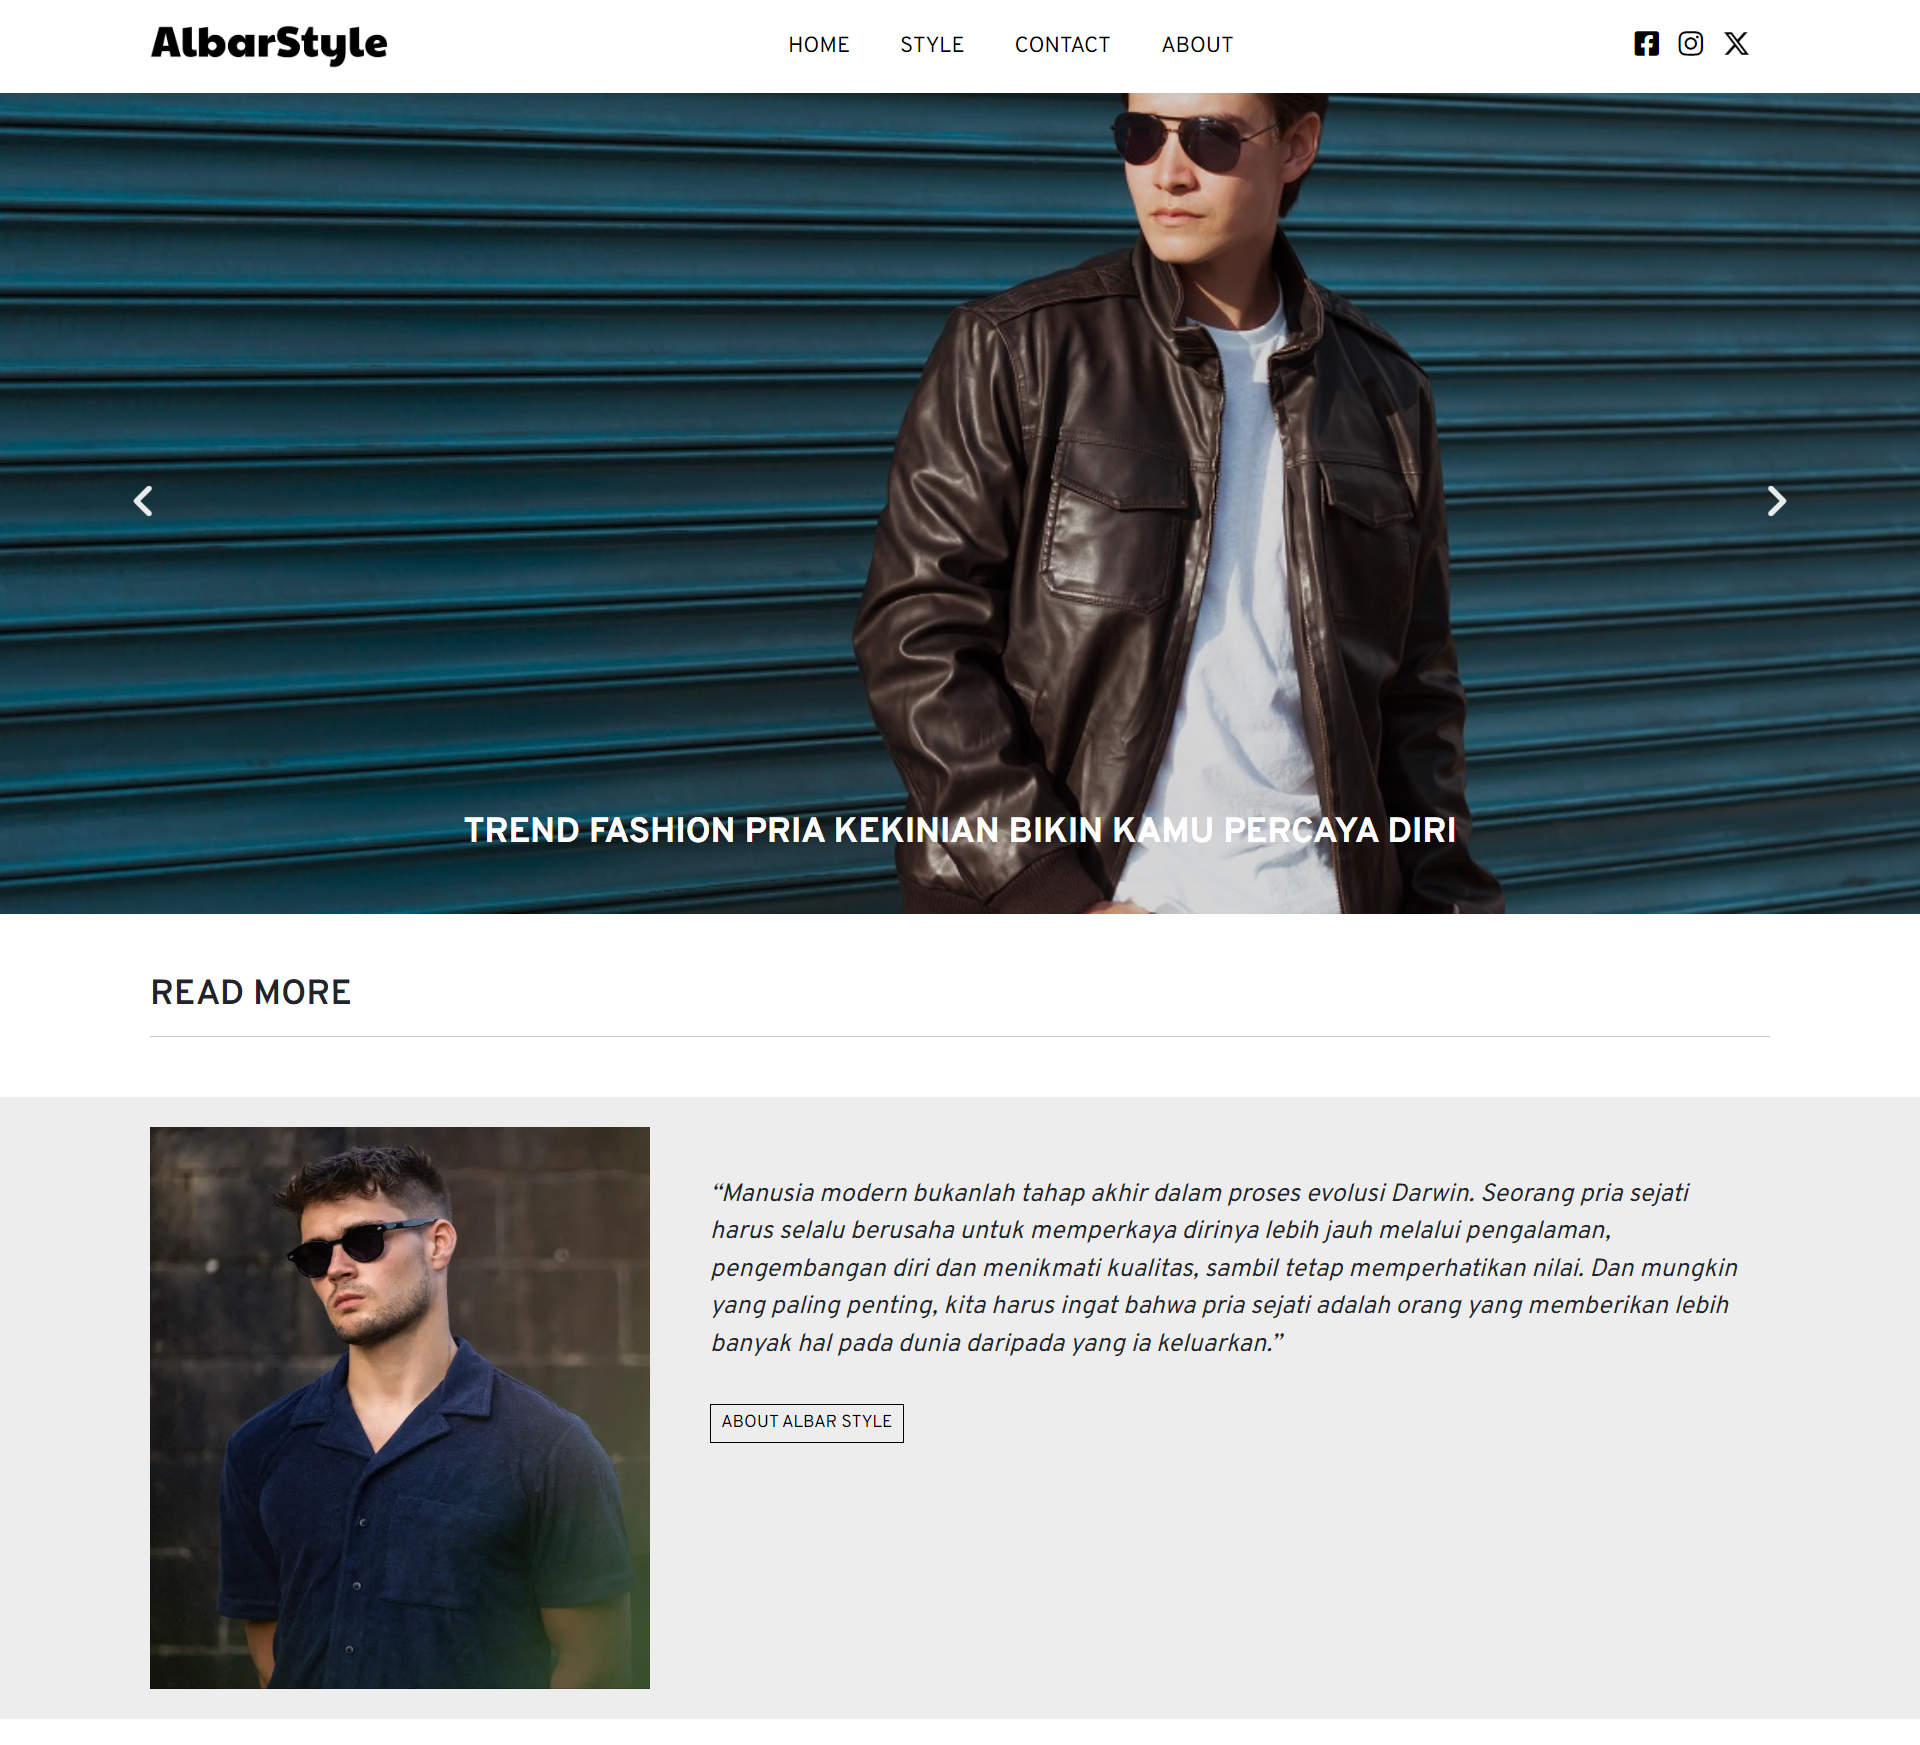 AlbarStyle
HOME
STYLE
CONTACT
ABOUT
TREND FASHION PRIA KEKINIAN BIKIN KAMU PERCAYA DIRI
READ MORE
“Manusia modern bukanlah tahap akhir dalam proses evolusi Darwin. Seorang pria sejati
harus selalu berusaha untuk memperkaya dirinya lebih jauh melalui pengalaman,
pengembangan diri dan menikmati kualitas, sambil tetap memperhatikan nilai. Dan mungkin
yang paling penting, kita harus ingat bahwa pria sejati adalah orang yang memberikan lebih
banyak hal pada dunia daripada yang ia keluarkan.”
ABOUT ALBAR STYLE